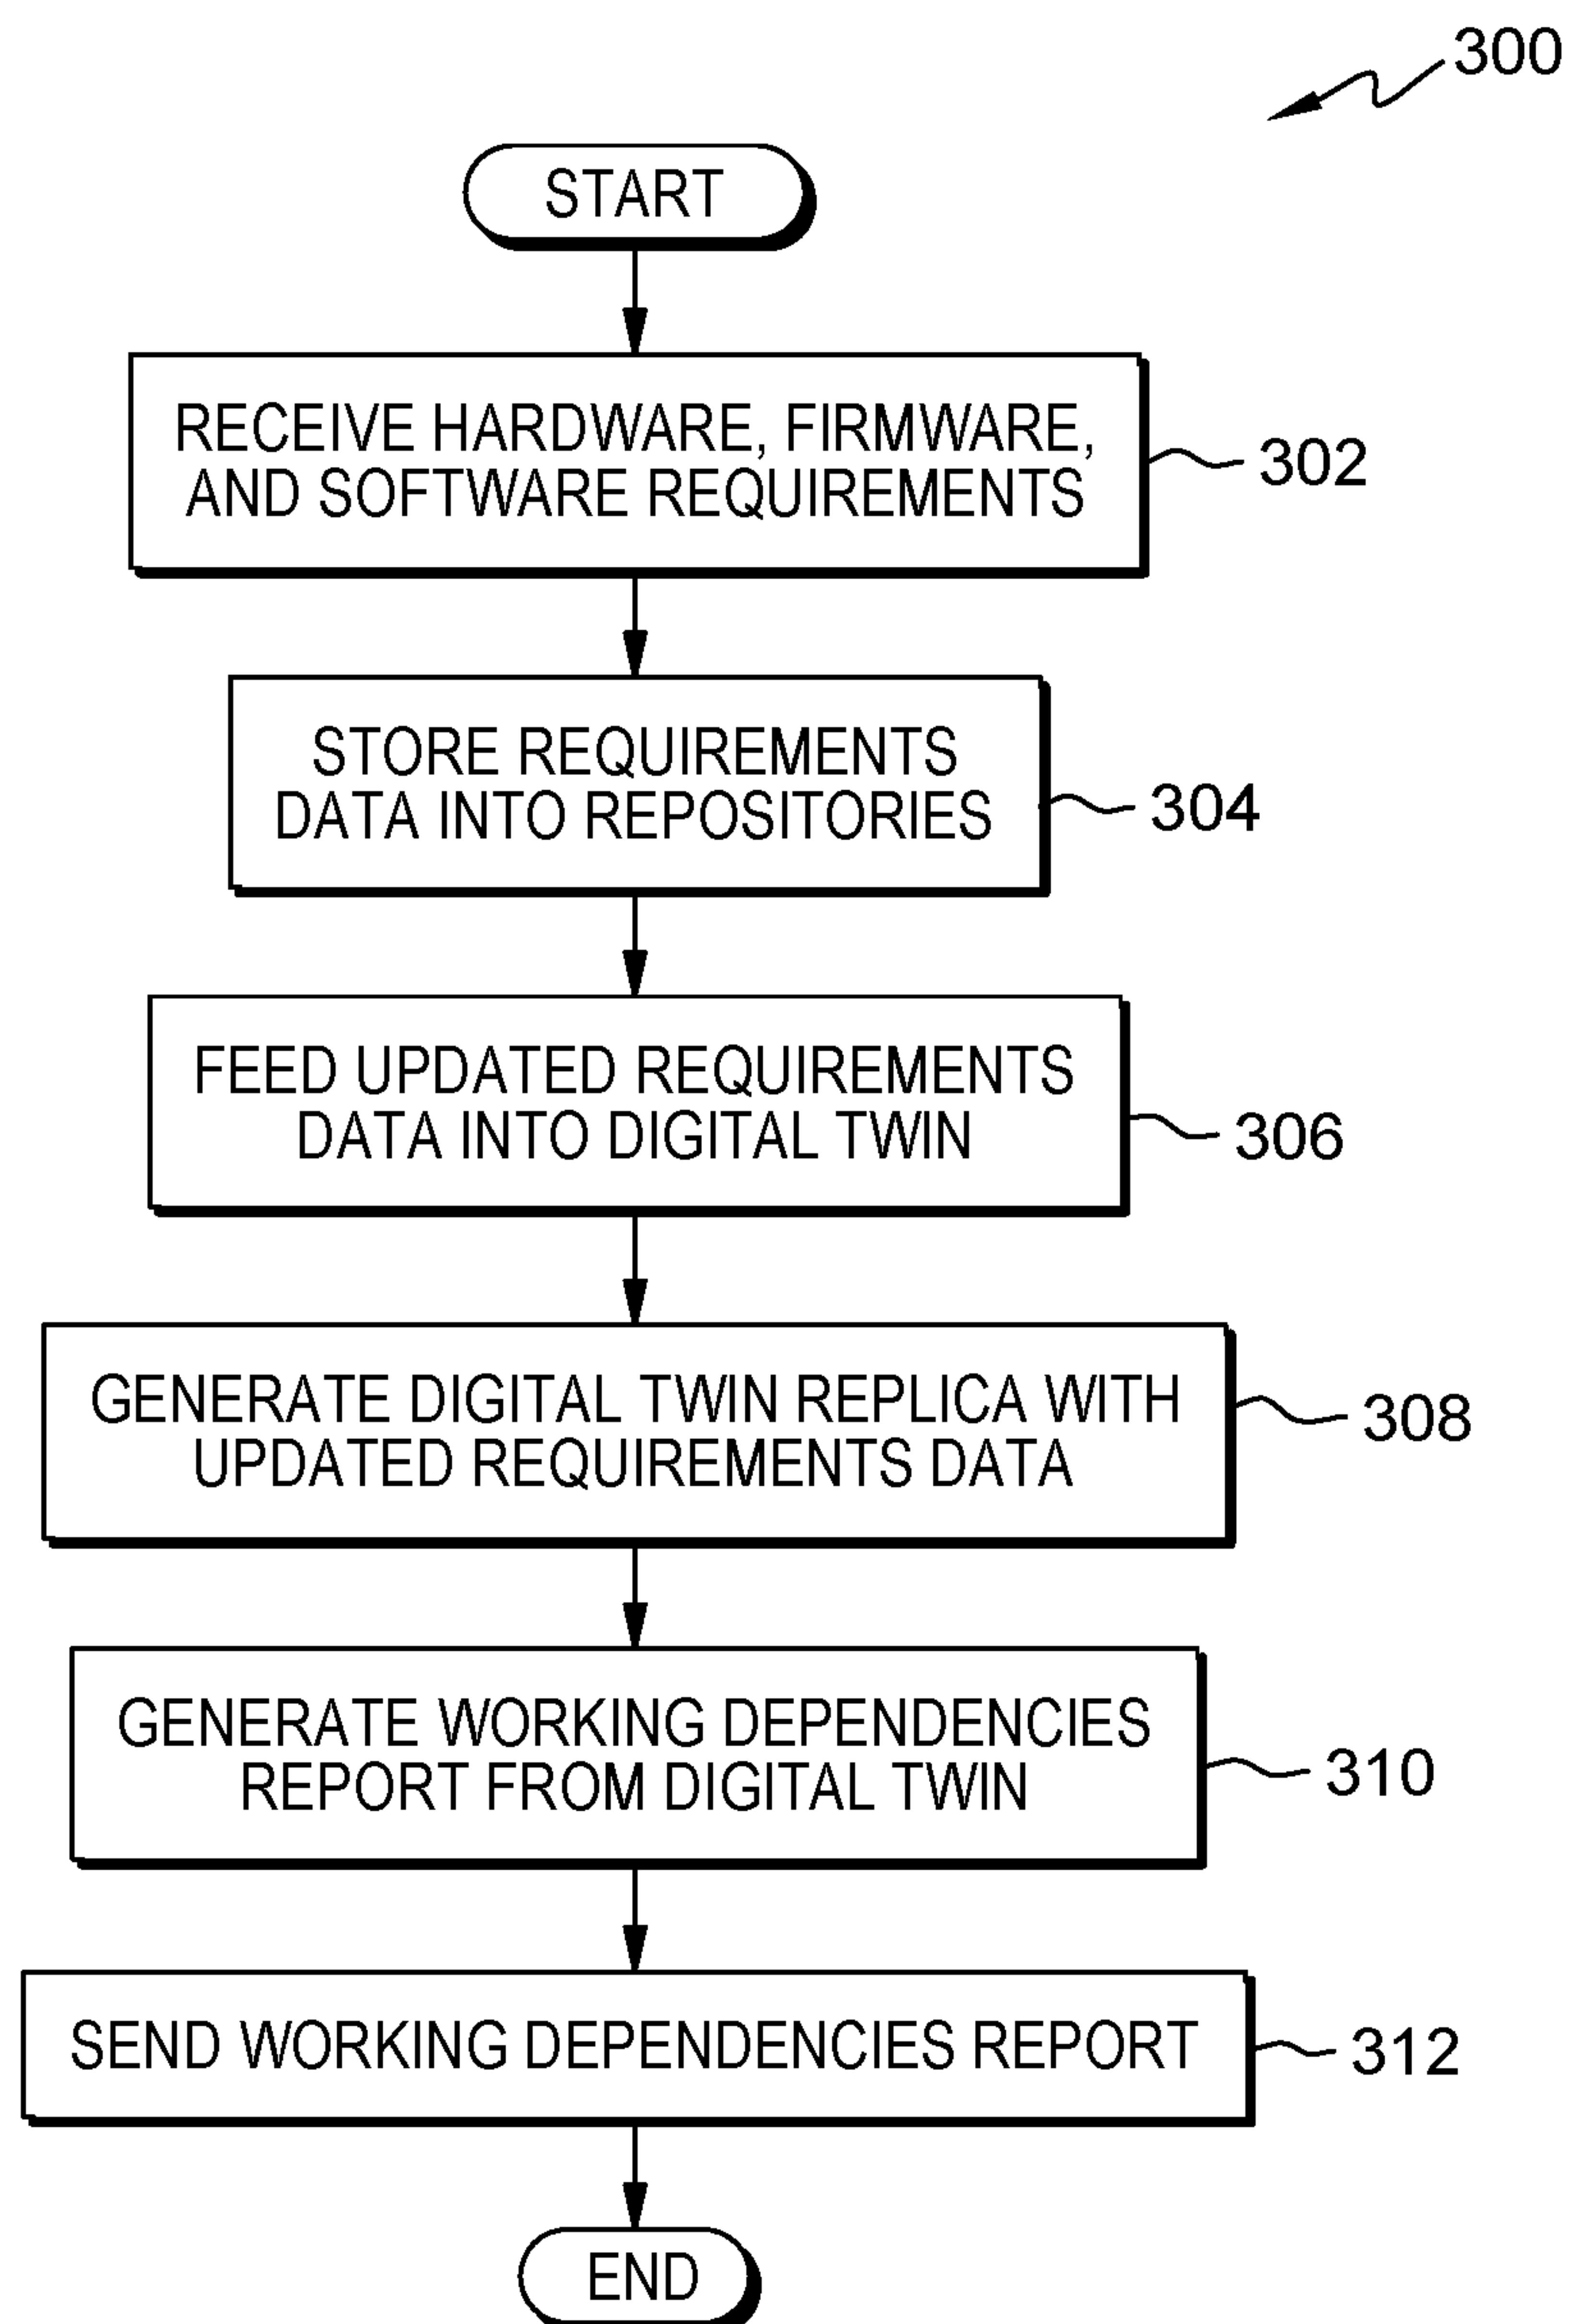 300
START
RECEIVE HARDWARE, FIRMWARE,
AND SOFTWARE REQUIREMENTS
302
STORE REQUIREMENTS
DATA INTO REPOSITORIES
304
FEED UPDATED REQUIREMENTS
DATA INTO DIGITAL TWIN
306
GENERATE DIGITAL TWIN REPLICA WITH
UPDATED REQUIREMENTS DATA
308
GENERATE WORKING DEPENDENCIES
REPORT FROM DIGITAL TWIN
310
SEND WORKING DEPENDENCIES REPORT
312
END